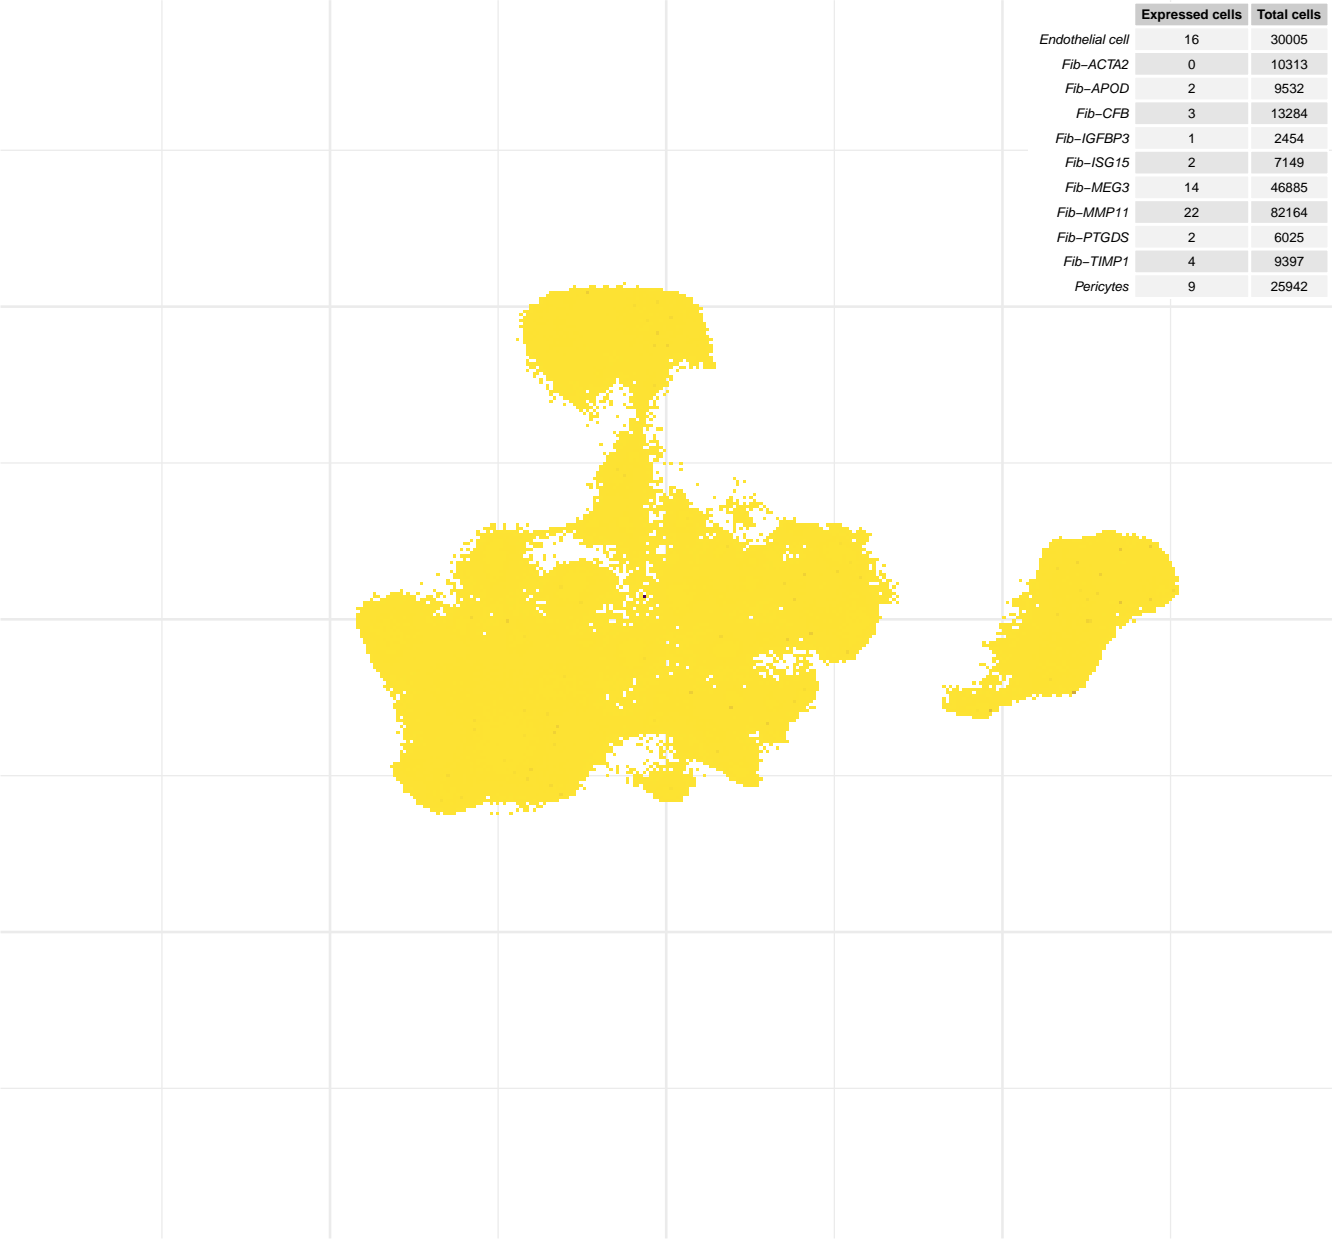 Expressed cells Total cells
Endothelial cell 16 30005
Fib−ACTA2 0 10313
Fib−APOD 2 9532
Fib−CFB 3 13284
Fib−IGFBP3 1 2454
Fib−ISG15 2 7149
Fib−MEG3 14 46885
Fib−MMP11 22 82164
Fib−PTGDS 2 6025
Fib−TIMP1 4 9397
Pericytes 9 25942